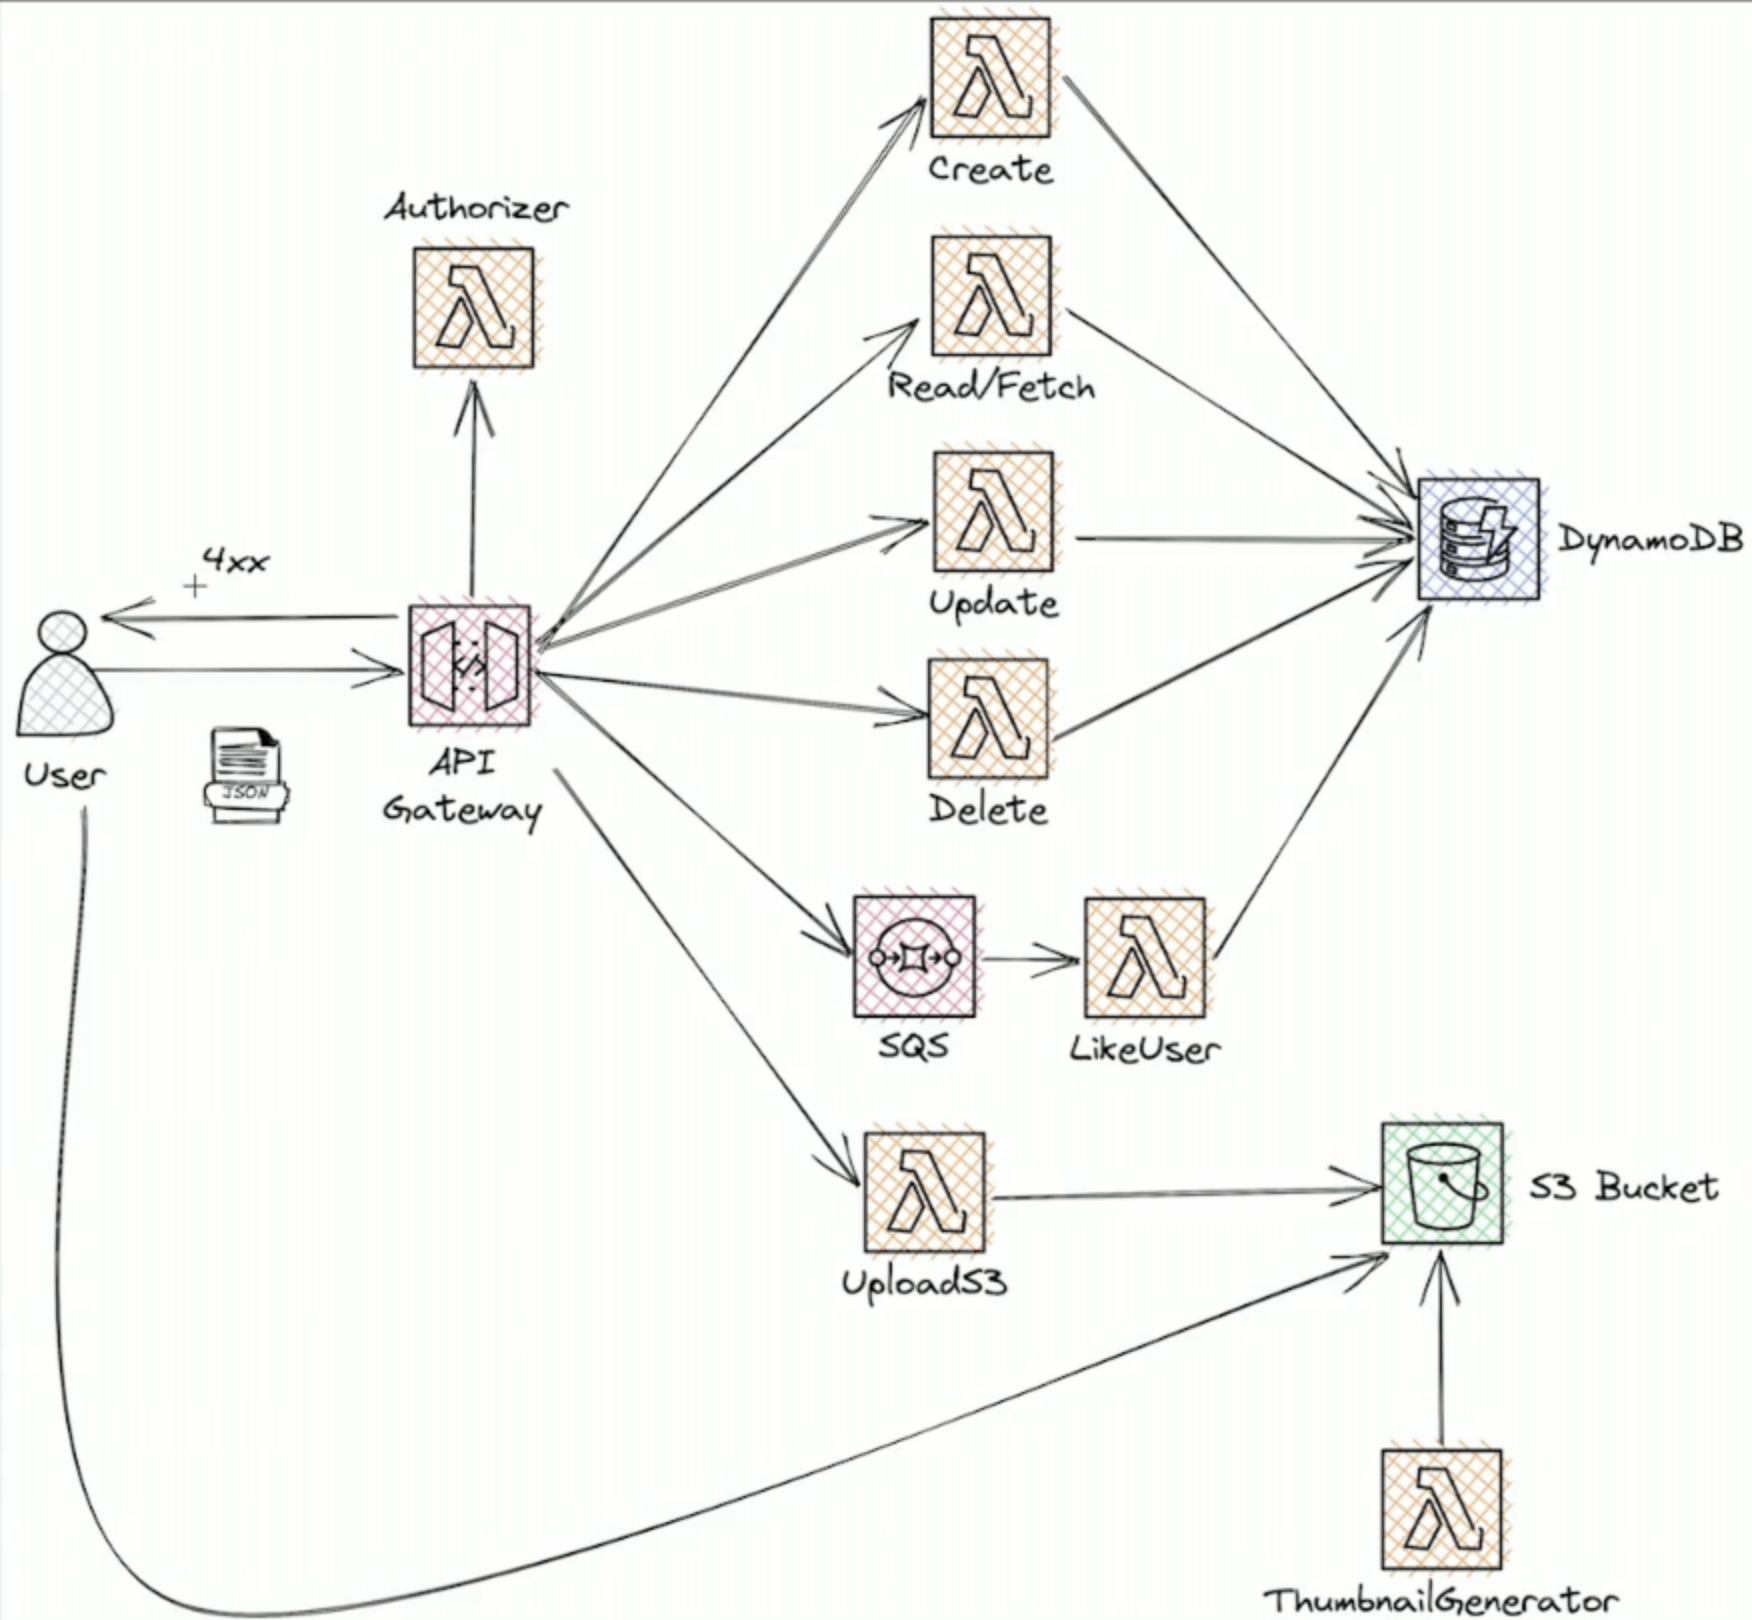 Create
Authorizer
Read/Fetch
DynamoDB
4xx
Update
User
JSON
API
Gateway
</>
Delete
SQS
LikeUser
S3 Bucket
UploadS3
ThumbnailGenerator